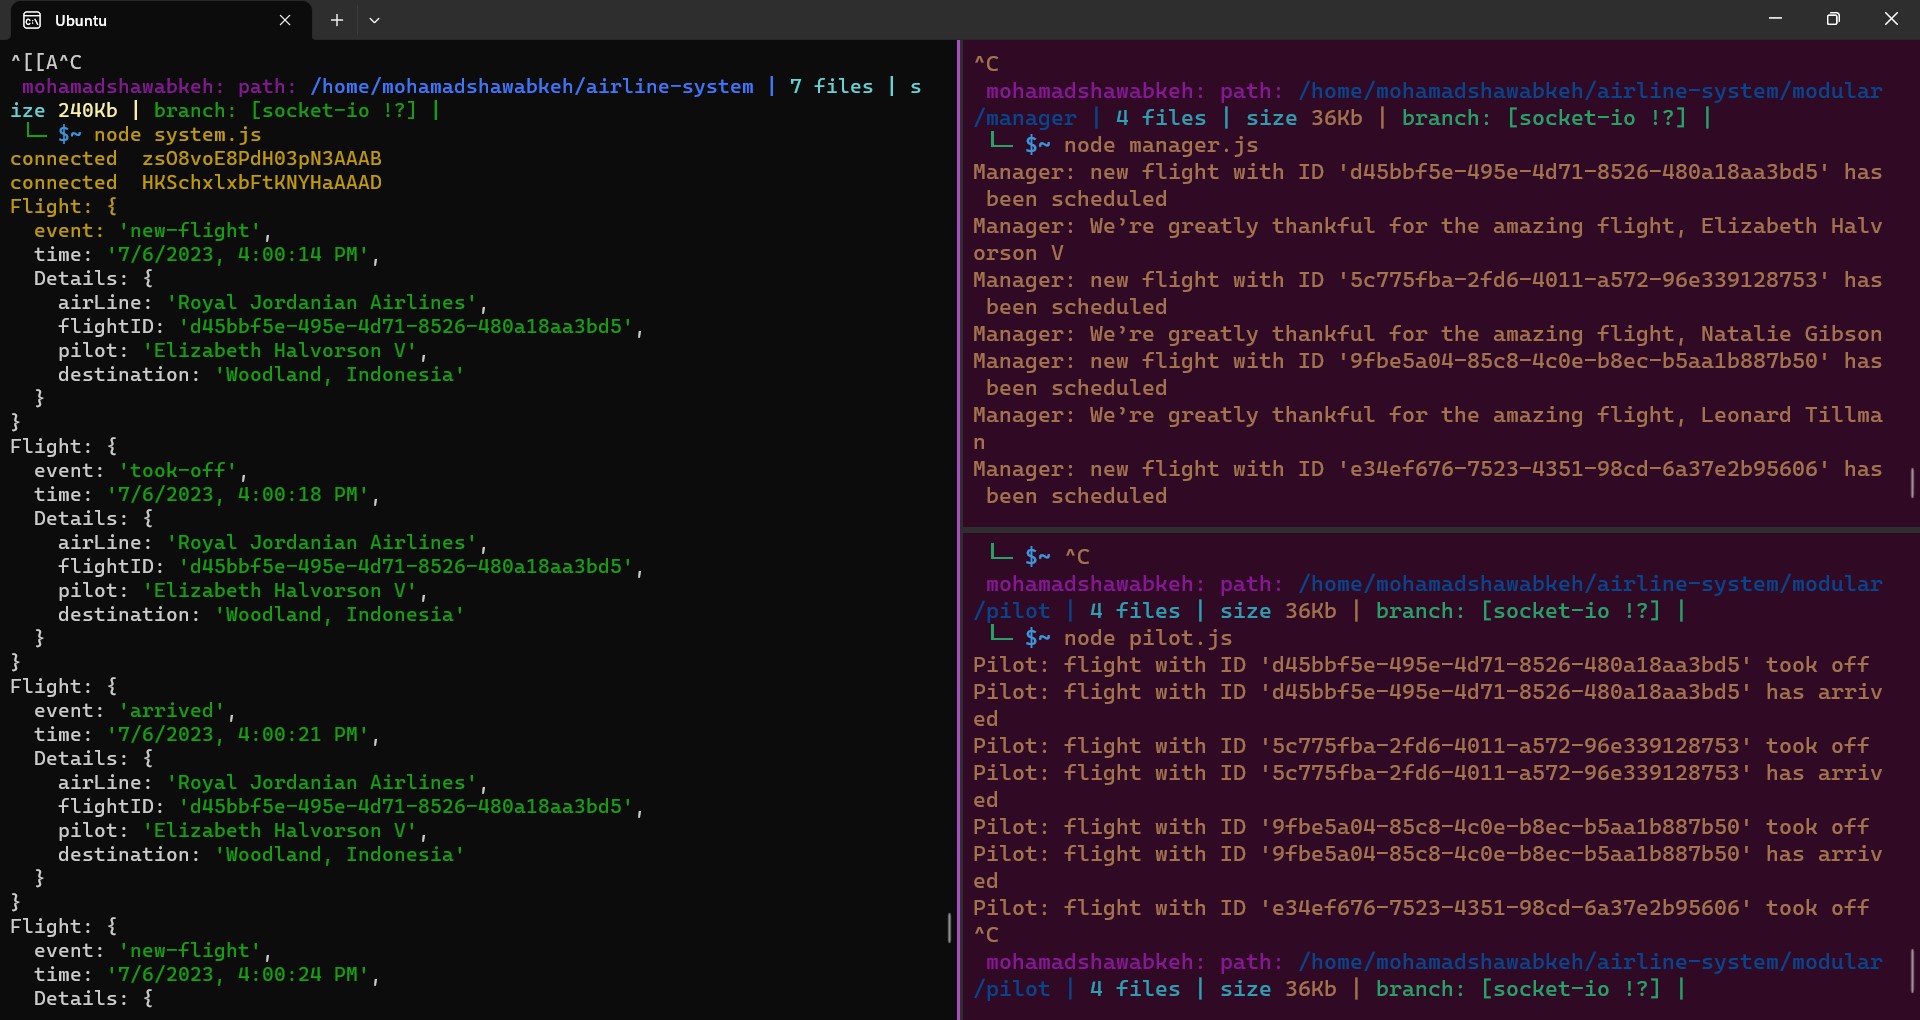 Ubuntu
^[[A^C
mohamadshawabkeh: path: /home/mohamadshawabkeh/airline-system | 7 files | s
ize 240Kb | branch: [socket-io !?] |
└─ $~ node system.js
connected  zsO8voE8PdH03pN3AAAB
connected  HKSchxlxbFtKNYHaAAAD
Flight: {
  event: 'new-flight',
  time: '7/6/2023, 4:00:14 PM',
  Details: {
    airLine: 'Royal Jordanian Airlines',
    flightID: 'd45bbf5e-495e-4d71-8526-480a18aa3bd5',
    pilot: 'Elizabeth Halvorson V',
    destination: 'Woodland, Indonesia'
  }
}
Flight: {
  event: 'took-off',
  time: '7/6/2023, 4:00:18 PM',
  Details: {
    airLine: 'Royal Jordanian Airlines',
    flightID: 'd45bbf5e-495e-4d71-8526-480a18aa3bd5',
    pilot: 'Elizabeth Halvorson V',
    destination: 'Woodland, Indonesia'
  }
}
Flight: {
  event: 'arrived',
  time: '7/6/2023, 4:00:21 PM',
  Details: {
    airLine: 'Royal Jordanian Airlines',
    flightID: 'd45bbf5e-495e-4d71-8526-480a18aa3bd5',
    pilot: 'Elizabeth Halvorson V',
    destination: 'Woodland, Indonesia'
  }
}
Flight: {
  event: 'new-flight',
  time: '7/6/2023, 4:00:24 PM',
  Details: {
^C
mohamadshawabkeh: path: /home/mohamadshawabkeh/airline-system/modular
/manager | 4 files | size 36Kb | branch: [socket-io !?] |
└─ $~ node manager.js
Manager: new flight with ID 'd45bbf5e-495e-4d71-8526-480a18aa3bd5' has
 been scheduled
Manager: We’re greatly thankful for the amazing flight, Elizabeth Halv
orson V
Manager: new flight with ID '5c775fba-2fd6-4011-a572-96e339128753' has
 been scheduled
Manager: We’re greatly thankful for the amazing flight, Natalie Gibson
Manager: new flight with ID '9fbe5a04-85c8-4c0e-b8ec-b5aa1b887b50' has
 been scheduled
Manager: We’re greatly thankful for the amazing flight, Leonard Tillma
n
Manager: new flight with ID 'e34ef676-7523-4351-98cd-6a37e2b95606' has
 been scheduled
└─ $~ ^C
mohamadshawabkeh: path: /home/mohamadshawabkeh/airline-system/modular
/pilot | 4 files | size 36Kb | branch: [socket-io !?] |
└─ $~ node pilot.js
Pilot: flight with ID 'd45bbf5e-495e-4d71-8526-480a18aa3bd5' took off
Pilot: flight with ID 'd45bbf5e-495e-4d71-8526-480a18aa3bd5' has arriv
ed
Pilot: flight with ID '5c775fba-2fd6-4011-a572-96e339128753' took off
Pilot: flight with ID '5c775fba-2fd6-4011-a572-96e339128753' has arriv
ed
Pilot: flight with ID '9fbe5a04-85c8-4c0e-b8ec-b5aa1b887b50' took off
Pilot: flight with ID '9fbe5a04-85c8-4c0e-b8ec-b5aa1b887b50' has arriv
ed
Pilot: flight with ID 'e34ef676-7523-4351-98cd-6a37e2b95606' took off
^C
mohamadshawabkeh: path: /home/mohamadshawabkeh/airline-system/modular
/pilot | 4 files | size 36Kb | branch: [socket-io !?] |